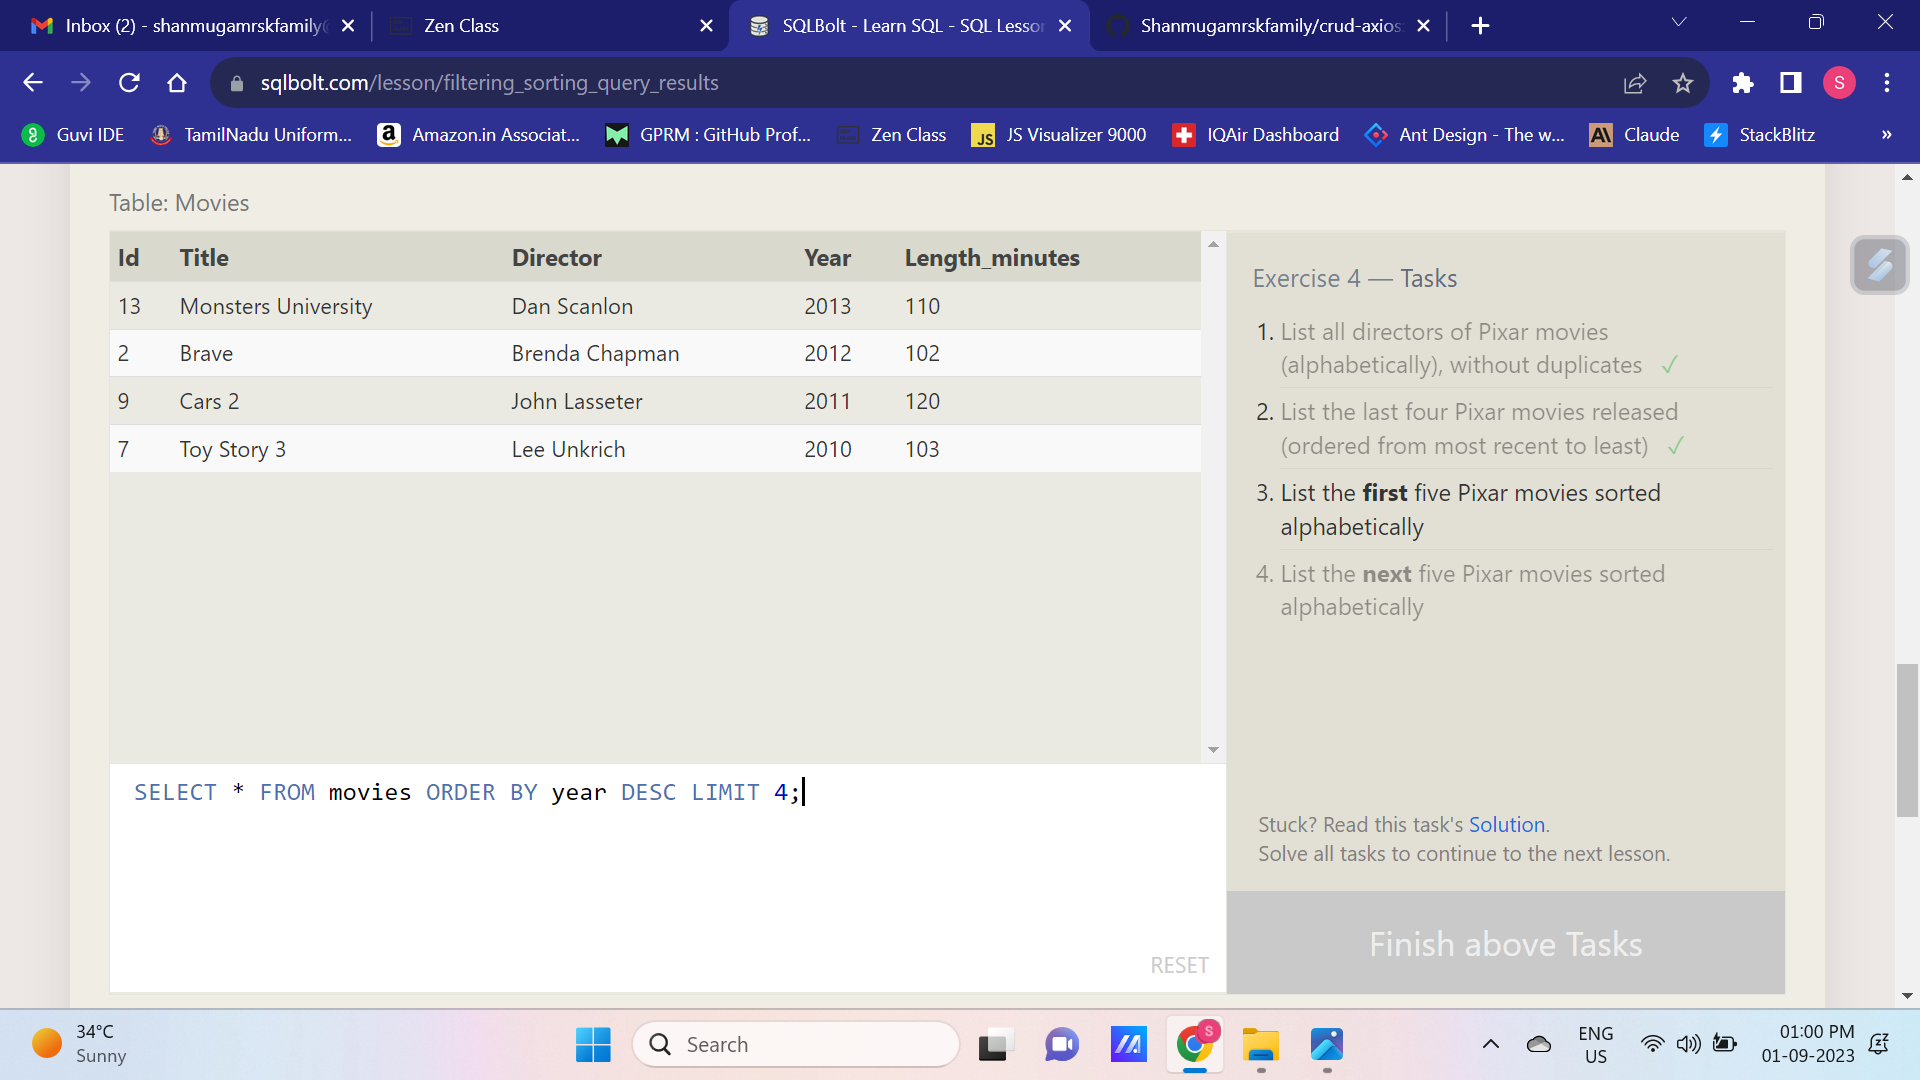 Inbox (2) - shanmugamrskfamily
Zen Class
SQLBolt - Learn SQL - SQL Lesson
Shanmugamrskfamily/crud-axios
sqlbolt.com/lesson/filtering_sorting_query_results
S
Guvi IDE
TamilNadu Uniform...
Amazon.in Associat...
GPRM : GitHub Prof...
Zen Class
JS Visualizer 9000
IQAir Dashboard
Ant Design - The w...
Claude
StackBlitz
»
Table: Movies
Id Title Director Year Length_minutes
13 Monsters University Dan Scanlon 2013 110
2 Brave Brenda Chapman 2012 102
9 Cars 2 John Lasseter 2011 120
7 Toy Story 3 Lee Unkrich 2010 103
SELECT * FROM movies ORDER BY year DESC LIMIT 4;
RESET
Exercise 4 — Tasks
1. List all directors of Pixar movies
(alphabetically), without duplicates ✓
2. List the last four Pixar movies released
(ordered from most recent to least) ✓
3. List the first five Pixar movies sorted
alphabetically
4. List the next five Pixar movies sorted
alphabetically
Stuck? Read this task's Solution.
Solve all tasks to continue to the next lesson.
Finish above Tasks
34°C
Sunny
Search
S
ENG
US
01:00 PM
01-09-2023